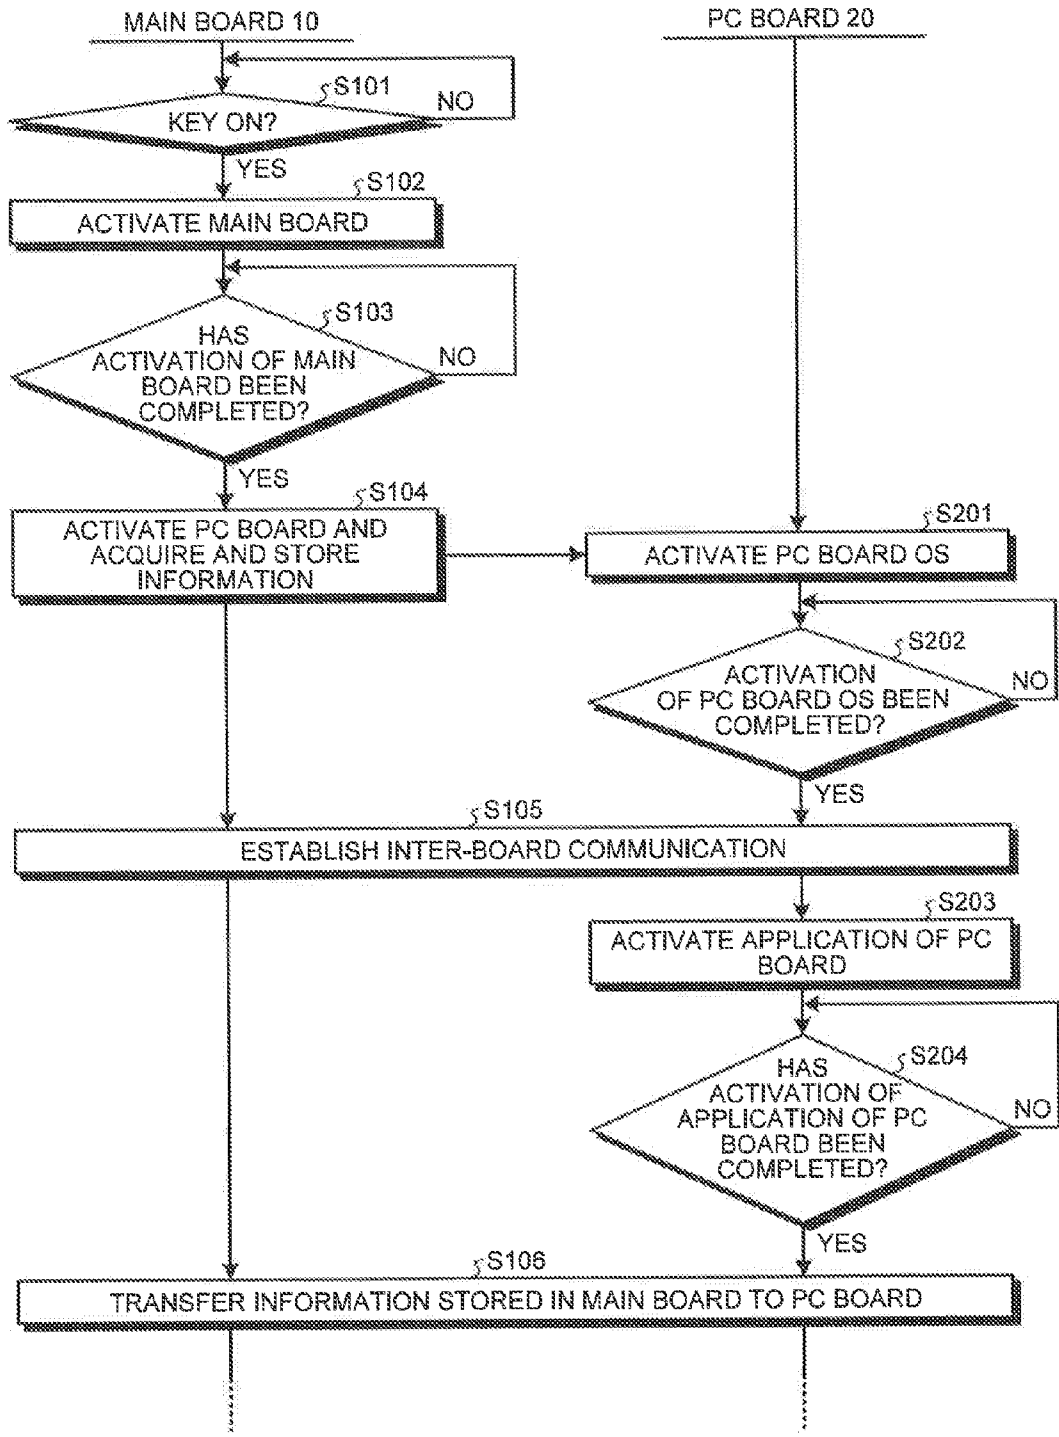 MAIN BOARD 10
PC BOARD 20
S101
NO
KEY ON?
YES
S102
ACTIVATE MAIN BOARD
S103
HAS
ACTIVATION OF MAIN
BOARD BEEN
COMPLETED?
NO
YES
S104
ACTIVATE PC BOARD AND
ACQUIRE AND STORE
INFORMATION
S201
ACTIVATE PC BOARD OS
S202
ACTIVATION
OF PC BOARD OS BEEN
COMPLETED?
NO
YES
S105
ESTABLISH INTER-BOARD COMMUNICATION
S203
ACTIVATE APPLICATION OF PC
BOARD
S204
HAS
ACTIVATION OF
APPLICATION OF PC
BOARD BEEN
COMPLETED?
NO
YES
S106
TRANSFER INFORMATION STORED IN MAIN BOARD TO PC BOARD